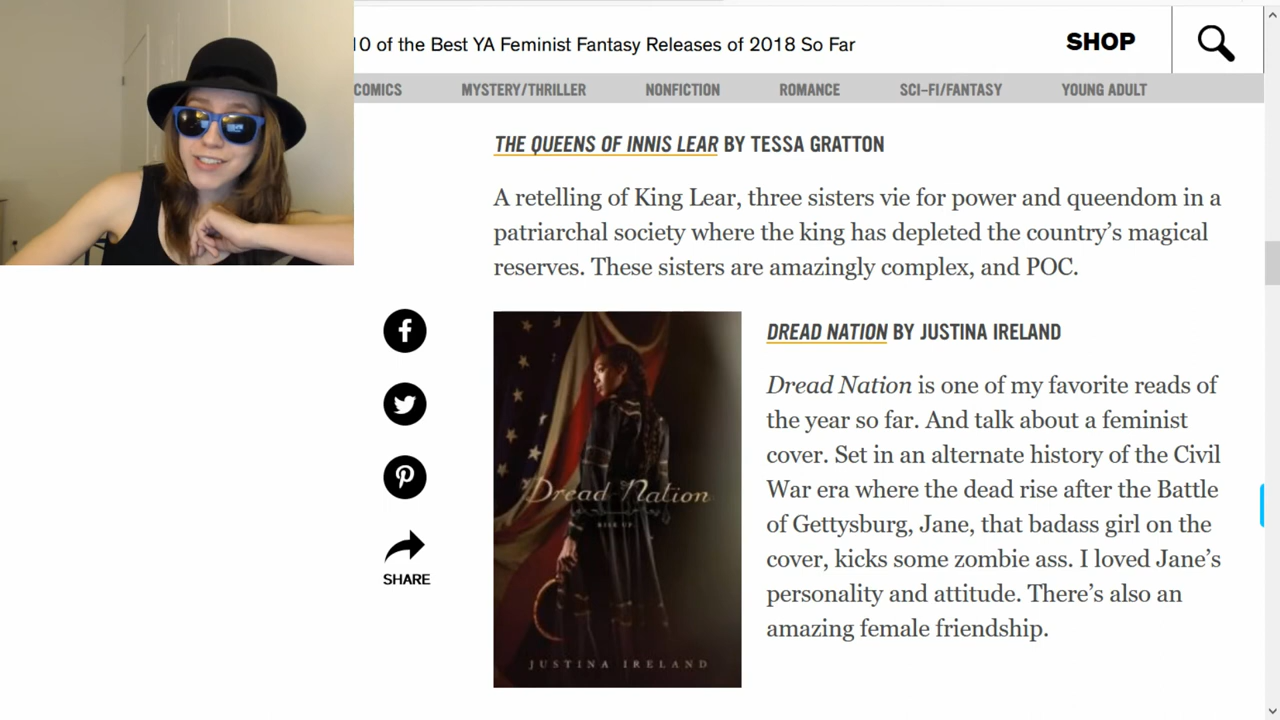 10 of the Best YA Feminist Fantasy Releases of 2018 So Far
SHOP
COMICS MYSTERY/THRILLER NONFICTION ROMANCE SCI-FI/FANTASY YOUNG ADULT
THE QUEENS OF INNIS LEAR BY TESSA GRATTON
A retelling of King Lear, three sisters vie for power and queendom in a
patriarchal society where the king has depleted the country's magical
reserves. These sisters are amazingly complex, and POC.
DREAD NATION BY JUSTINA IRELAND
Dread Nation is one of my favorite reads of
the year so far. And talk about a feminist
cover. Set in an alternate history of the Civil
War era where the dead rise after the Battle
of Gettysburg, Jane, that badass girl on the
cover, kicks some zombie ass. I loved Jane's
personality and attitude. There's also an
amazing female friendship.
Dread Nation
RISE UP
JUSTINA IRELAND
SHARE